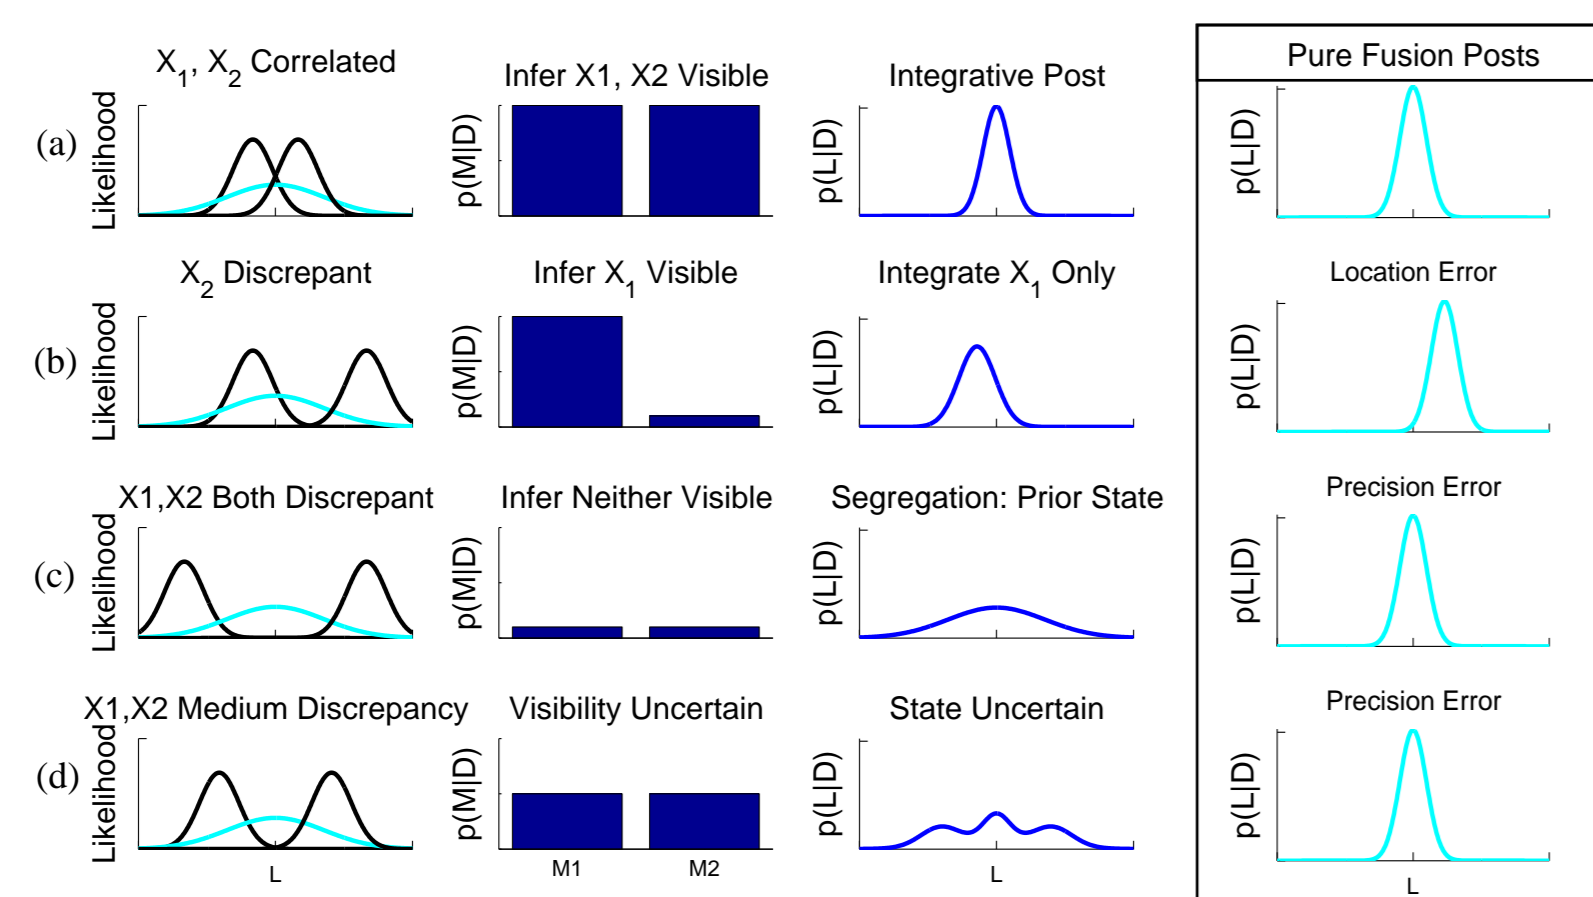 Pure Fusion Posts
X1, X2 Correlated
Infer X1, X2 Visible
Integrative Post
(a)
Likelihood
p(M|D)
p(L|D)
p(L|D)
X2 Discrepant
Infer X1 Visible
Integrate X1 Only
Location Error
(b)
Likelihood
p(M|D)
p(L|D)
p(L|D)
X1,X2 Both Discrepant
Infer Neither Visible
Segregation: Prior State
Precision Error
(c)
Likelihood
p(M|D)
p(L|D)
p(L|D)
X1,X2 Medium Discrepancy
Visibility Uncertain
State Uncertain
Precision Error
(d)
Likelihood
p(M|D)
p(L|D)
p(L|D)
L
M1
M2
L
L